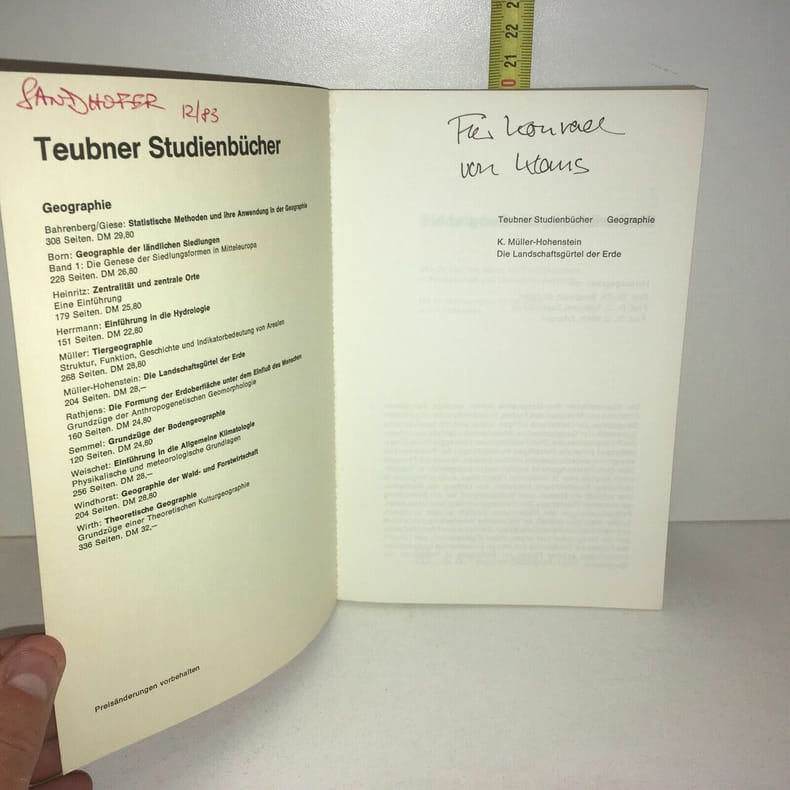 SANDHOFER 12/83
Teubner Studienbücher
Geographie
Bahrenberg/Giese: Statistische Methoden und ihre Anwendung in der Geographie
308 Seiten. DM 29,80
Born: Geographie der ländlichen Siedlungen
Band 1: Die Genese der Siedlungsformen in Mitteleuropa
228 Seiten. DM 26,80
Heinritz: Zentralität und zentrale Orte
Eine Einführung
179 Seiten. DM 25,80
Herrmann: Einführung in die Hydrologie
151 Seiten. DM 22,80
Müller: Tiergeographie
Struktur, Funktion, Geschichte und Indikatorbedeutung von Arealen
268 Seiten. DM 28,80
Müller-Hohenstein: Die Landschaftsgürtel der Erde
204 Seiten. DM 28,—
Rathjens: Die Formung der Erdoberfläche unter dem Einfluß des Menschen
Grundzüge der Anthropogenetischen Geomorphologie
160 Seiten. DM 24,80
Semmel: Grundzüge der Bodengeographie
120 Seiten. DM 24,80
Weischet: Einführung in die Allgemeine Klimatologie
Physikalische und meteorologische Grundlagen
256 Seiten. DM 28,—
Windhorst: Geographie der Wald- und Forstwirtschaft
204 Seiten. DM 28,80
Wirth: Theoretische Geographie
Grundzüge einer Theoretischen Kulturgeographie
336 Seiten. DM 32,—
Preisänderungen vorbehalten
21 22
Für Konrad
von Klaus
Teubner Studienbücher Geographie
K. Müller-Hohenstein
Die Landschaftsgürtel der Erde